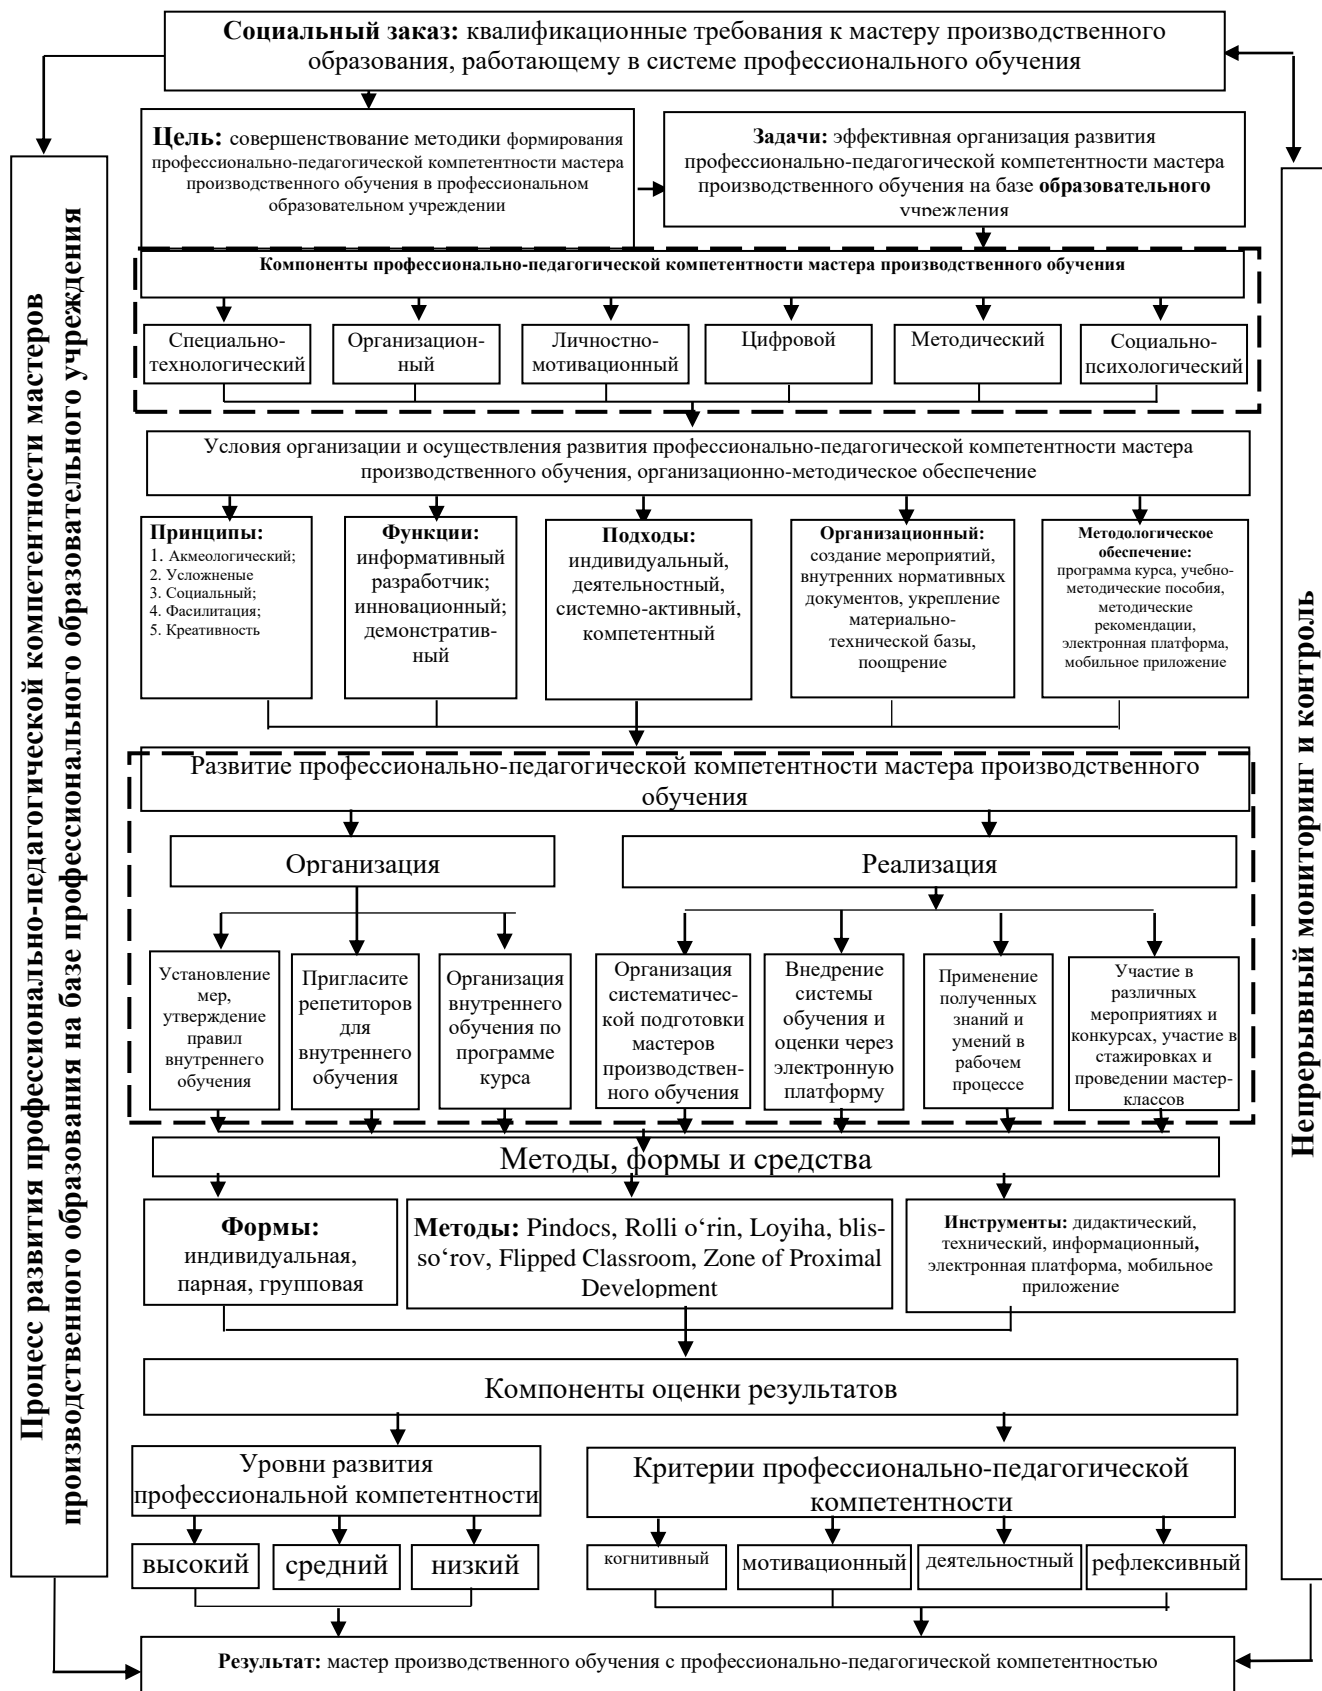 Социальный заказ: квалификационные требования к мастеру производственного
образования, работающему в системе профессионального обучения
Цель: совершенствование методики формирования
профессионально-педагогической компетентности мастера
производственного обучения в профессиональном
образовательном учреждении
Задачи: эффективная организация развития
профессионально-педагогической компетентности мастера
производственного обучения на базе образовательного
учреждения
Процесс развития профессионально-педагогической компетентности мастеров
производственного образования на базе профессионального образовательного учреждения
Непрерывный мониторинг и контроль
Компоненты профессионально-педагогической компетентности мастера производственного обучения
Специально-
технологический
Организацион-
ный
Личностно-
мотивационный
Цифровой
Методический
Социально-
психологический
Условия организации и осуществления развития профессионально-педагогической компетентности мастера
производственного обучения, организационно-методическое обеспечение
Принципы:
1. Акмеологический;
2. Усложненые
3. Социальный;
4. Фасилитация;
5. Креативность
Функции:
информативный
разработчик;
инновационный;
демонстратив-
ный
Подходы:
индивидуальный,
деятельностный,
системно-активный,
компетентный
Организационный:
создание мероприятий,
внутренних нормативных
документов, укрепление
материально-
технической базы,
поощрение
Методологическое
обеспечение:
программа курса, учебно-
методические пособия,
методические
рекомендации,
электронная платформа,
мобильное приложение
Развитие профессионально-педагогической компетентности мастера производственного
обучения
Организация
Реализация
Установление
мер,
утверждение
правил
внутреннего
обучения
Пригласите
репетиторов
для
внутреннего
обучения
Организация
внутреннего
обучения по
программе
курса
Организация
систематичес-
кой подготовки
мастеров
производствен-
ного обучения
Внедрение
системы
обучения и
оценки через
электронную
платформу
Применение
полученных
знаний и
умений в
рабочем
процессе
Участие в
различных
мероприятиях и
конкурсах, участие в
стажировках и
проведении мастер-
классов
Методы, формы и средства
Формы:
индивидуальная,
парная, групповая
Методы: Pindocs, Rolli o‘rin, Loyiha, blis-
so‘rov, Flipped Classroom, Zone of Proximal
Development
Инструменты: дидактический,
технический, информационный,
электронная платформа, мобильное
приложение
Компоненты оценки результатов
Уровни развития
профессиональной компетентности
Критерии профессионально-педагогической
компетентности
высокий
средний
низкий
когнитивный
мотивационный
деятельностный
рефлексивный
Результат: мастер производственного обучения с профессионально-педагогической компетентностью